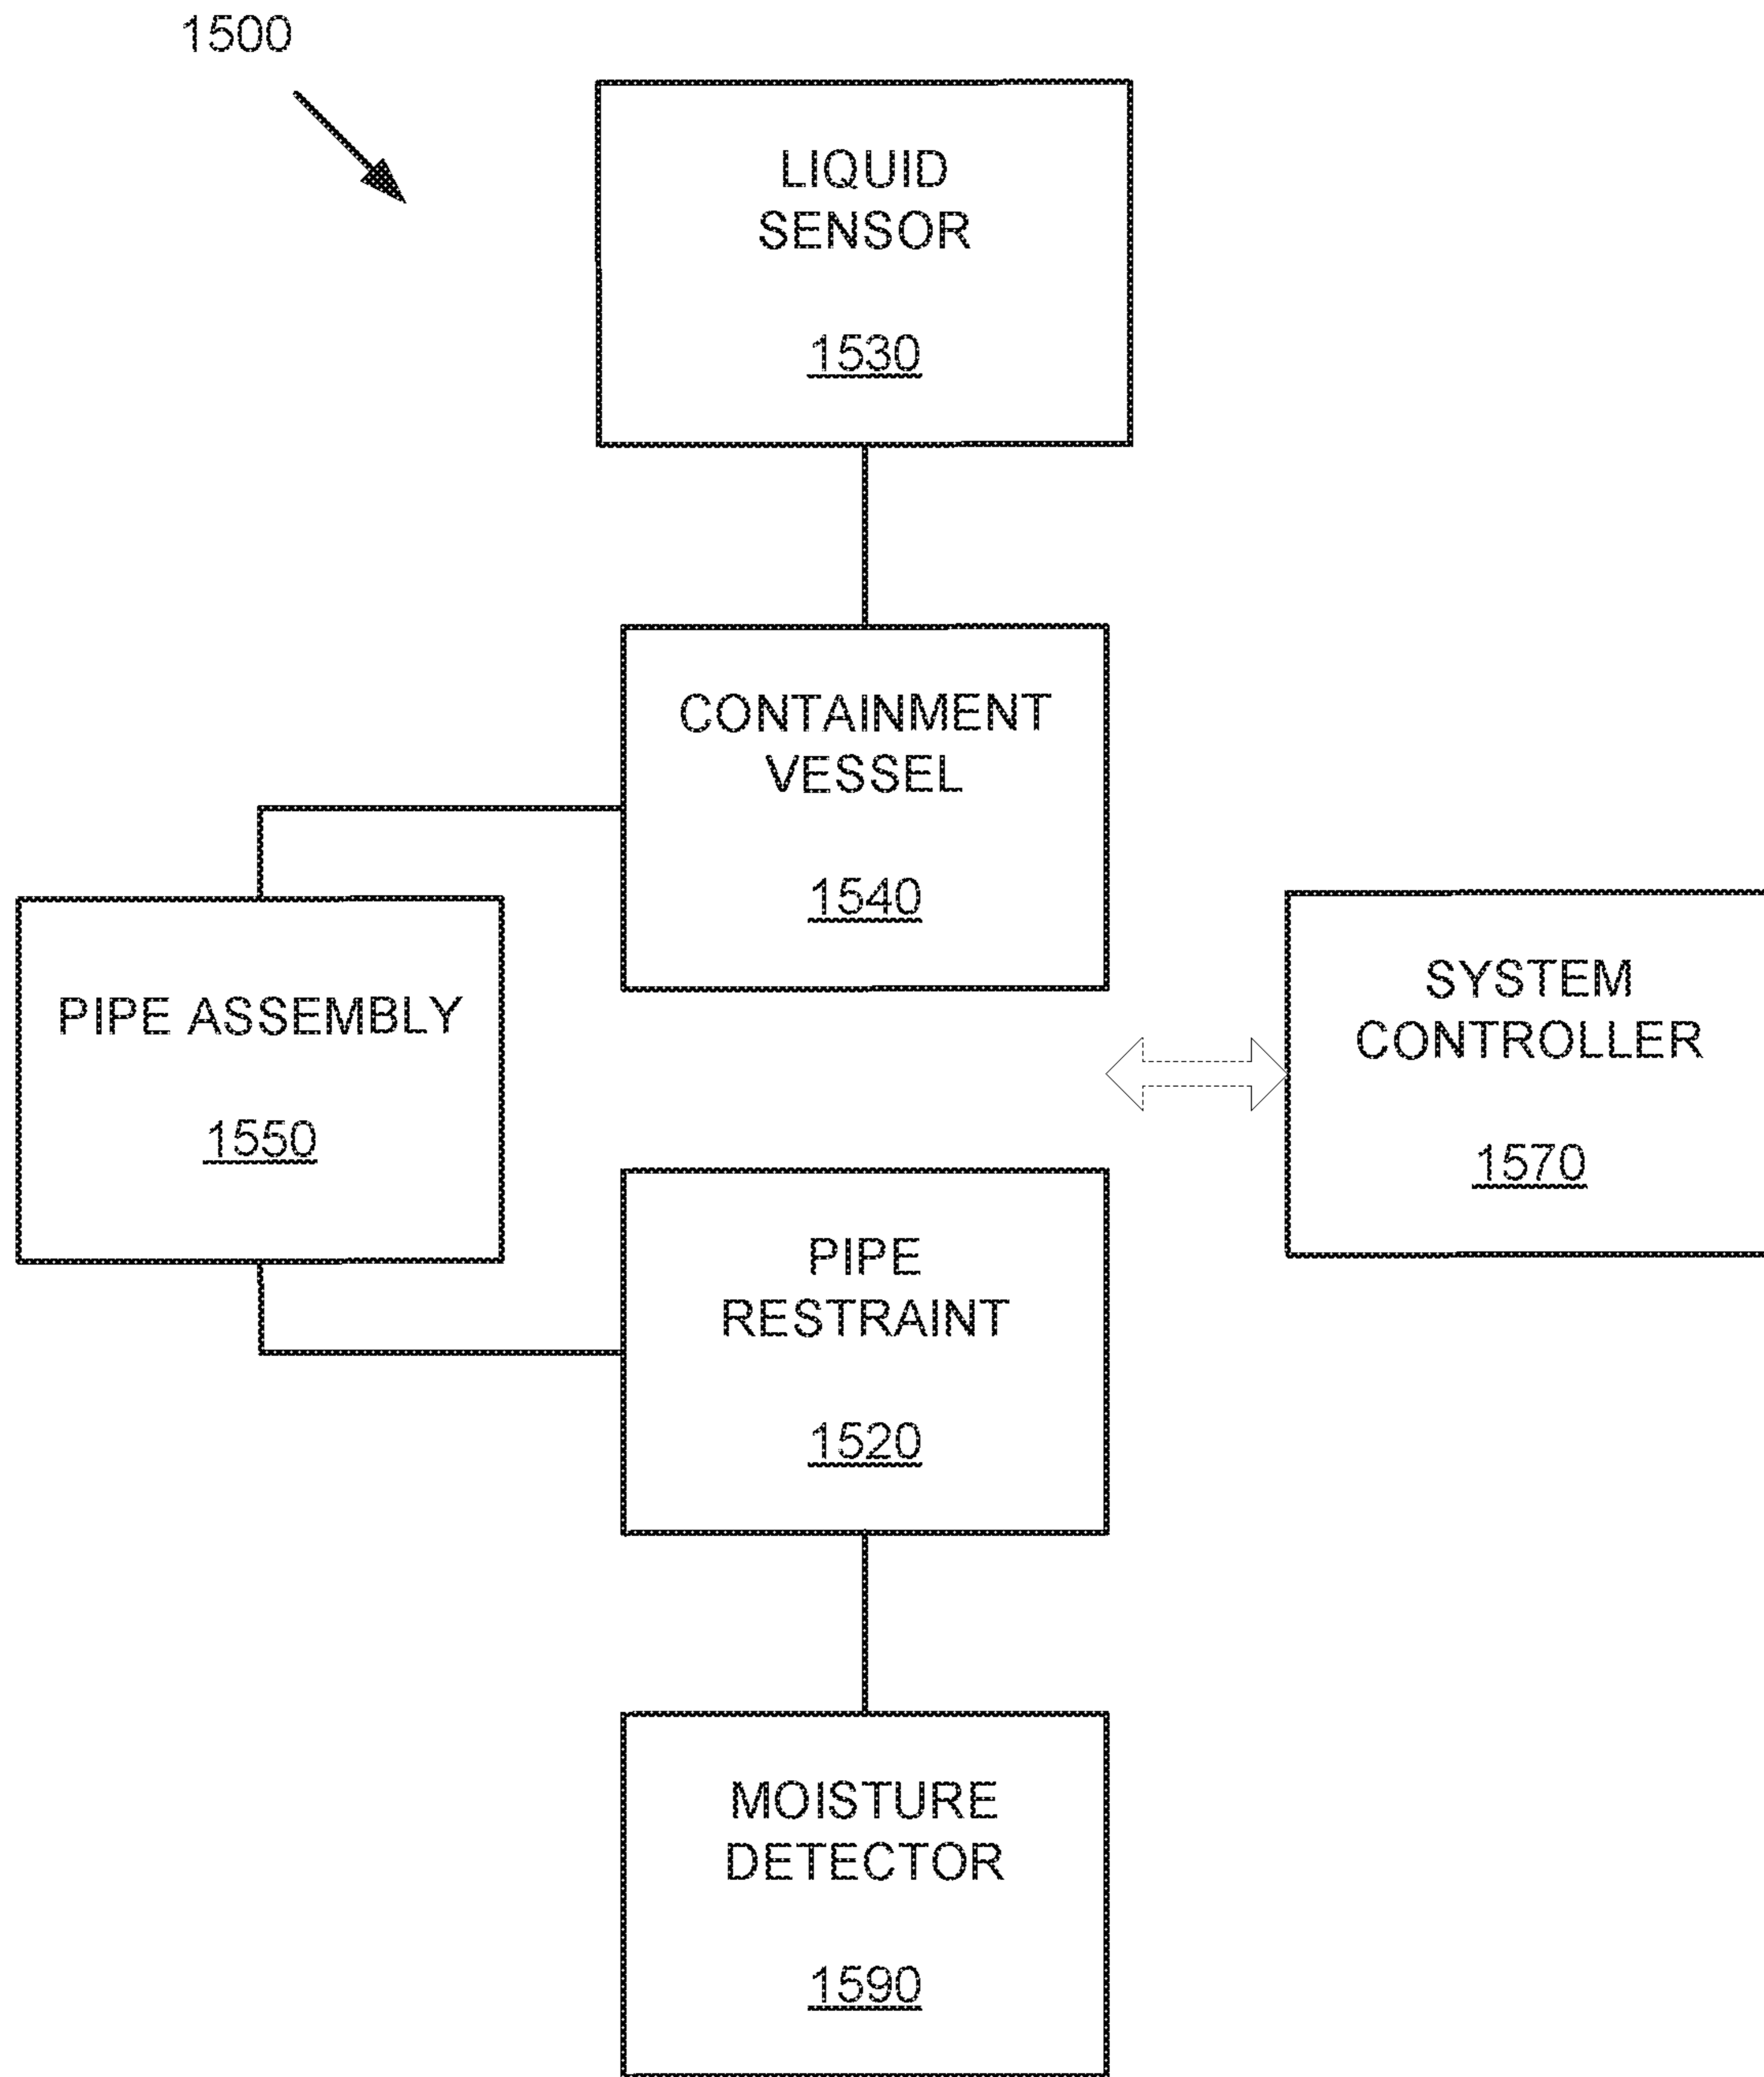 1500
LIQUID
SENSOR
1530
CONTAINMENT
VESSEL
1540
PIPE ASSEMBLY
1550
SYSTEM
CONTROLLER
1570
PIPE
RESTRAINT
1520
MOISTURE
DETECTOR
1590